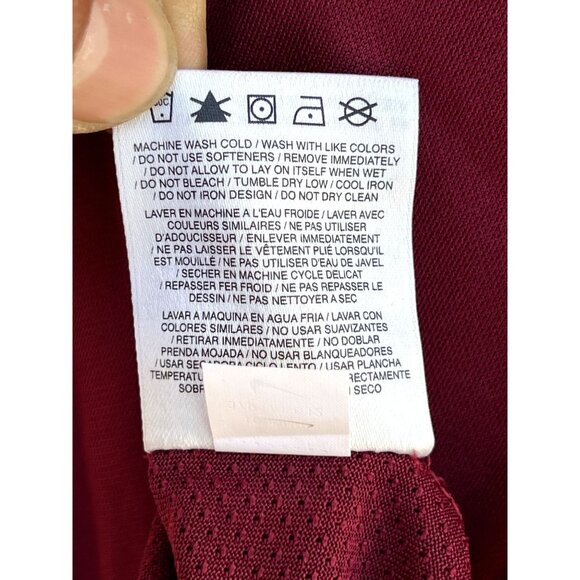 MACHINE WASH COLD / WASH WITH LIKE COLORS
/ DO NOT USE SOFTENERS / REMOVE IMMEDIATELY
/ DO NOT ALLOW TO LAY ON ITSELF WHEN WET
/ DO NOT BLEACH / TUMBLE DRY LOW / COOL IRON
/ DO NOT IRON DESIGN / DO NOT DRY CLEAN
LAVER EN MACHINE A L'EAU FROIDE / LAVER AVEC
COULEURS SIMILAIRES / NE PAS UTILISER
D'ADOUCISSEUR / ENLEVER IMMEDIATEMENT
/ NE PAS LAISSER LE VÊTEMENT PLIÉ LORSQU'IL
EST MOUILLÉ / NE PAS UTILISER D'EAU DE JAVEL
/ SECHER EN MACHINE CYCLE DELICAT
/ REPASSER FER FROID / NE PAS REPASSER LE
DESSIN / NE PAS NETTOYER A SEC
LAVAR A MAQUINA EN AGUA FRIA / LAVAR CON
COLORES SIMILARES / NO USAR SUAVIZANTES
/ RETIRAR INMEDIATAMENTE / NO DOBLAR
PRENDA MOJADA / NO USAR BLANQUEADORES
/ USAR SECADORA CICLO LENTO / USAR PLANCHA